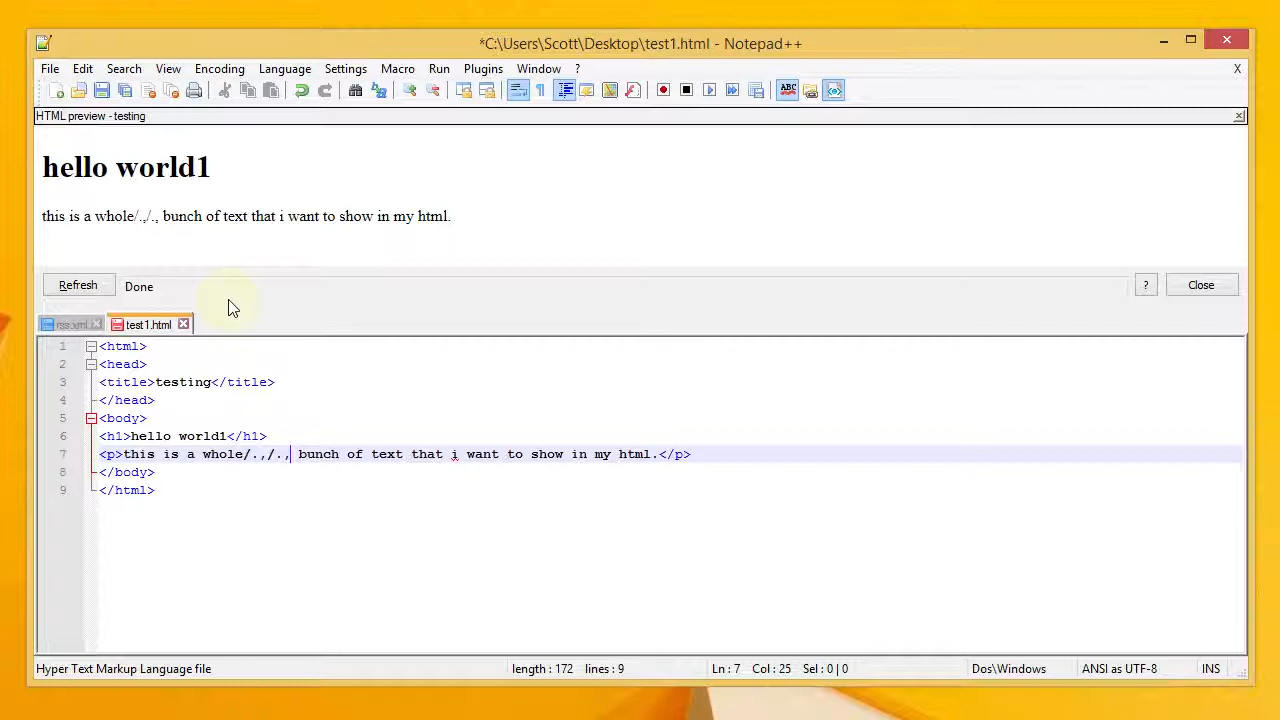 *C:\Users\Scott\Desktop\test1.html - Notepad++
File Edit Search View Encoding Language Settings Macro Run Plugins Window ? X
ABC
HTML preview - testing
hello world1
this is a whole/.,/., bunch of text that i want to show in my html.
Refresh Done ? Close
rss.xml test1.html
1 <html>
2 <head>
3 <title>testing</title>
4 </head>
5 <body>
6 <h1>hello world1</h1>
7 <p>this is a whole/.,/., bunch of text that i want to show in my html.</p>
8 </body>
9 </html>
Hyper Text Markup Language file length : 172 lines : 9 Ln : 7 Col : 25 Sel : 0 | 0 Dos\Windows ANSI as UTF-8 INS